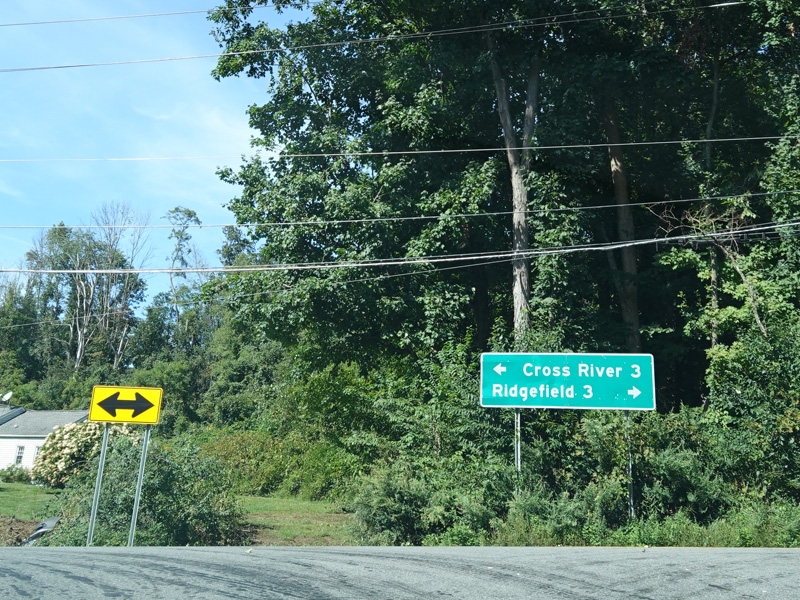 ← Cross River 3
Ridgefield 3 →